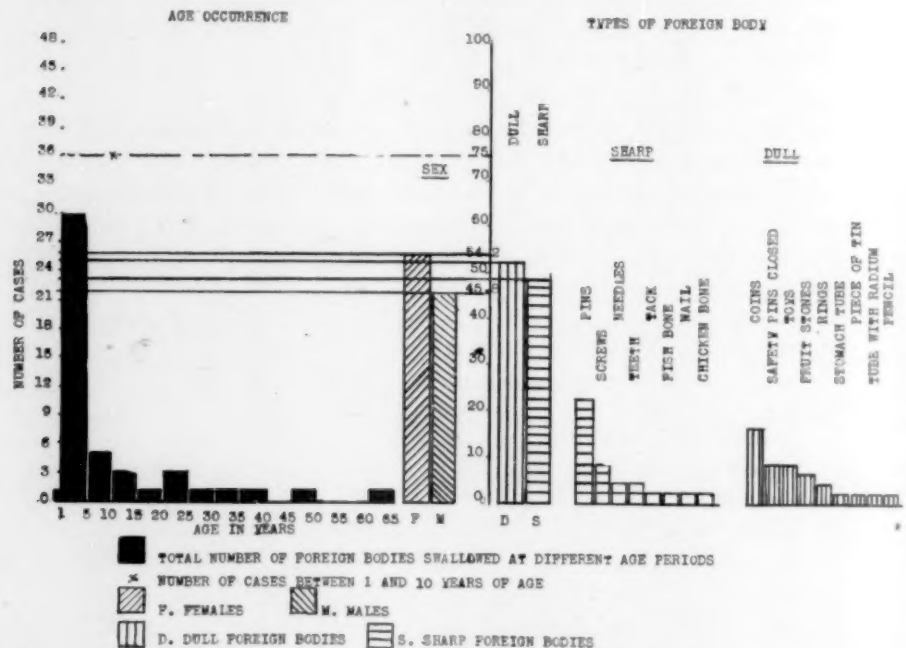 AGE OCCURRENCE
TYPES OF FOREIGN BODY
48.
45.
42.
39
36
33
30
27
24
21
18
15
12
9
6
3
.0
NUMBER OF CASES
1 5 10 15 20 25 30 35 40 45 50 55 60 65 F M
AGE IN YEARS
SEX
100
90
80
75
70
60
54.2
50
45.8
40
30
20
10
0
DULL
SHARP
D S
SHARP
PINS
SCREWS
NEEDLES
TEETH
TACK
FISH BONE
NAIL
CHICKEN BONE
DULL
COINS
SAFETY PINS CLOSED
TOYS
FRUIT STONES
RINGS
STOMACH TUBE
PIECE OF TIN
TUBE WITH RADIUM
PENCIL
TOTAL NUMBER OF FOREIGN BODIES SWALLOWED AT DIFFERENT AGE PERIODS
* NUMBER OF CASES BETWEEN 1 AND 10 YEARS OF AGE
F. FEMALES M. MALES
D. DULL FOREIGN BODIES S. SHARP FOREIGN BODIES